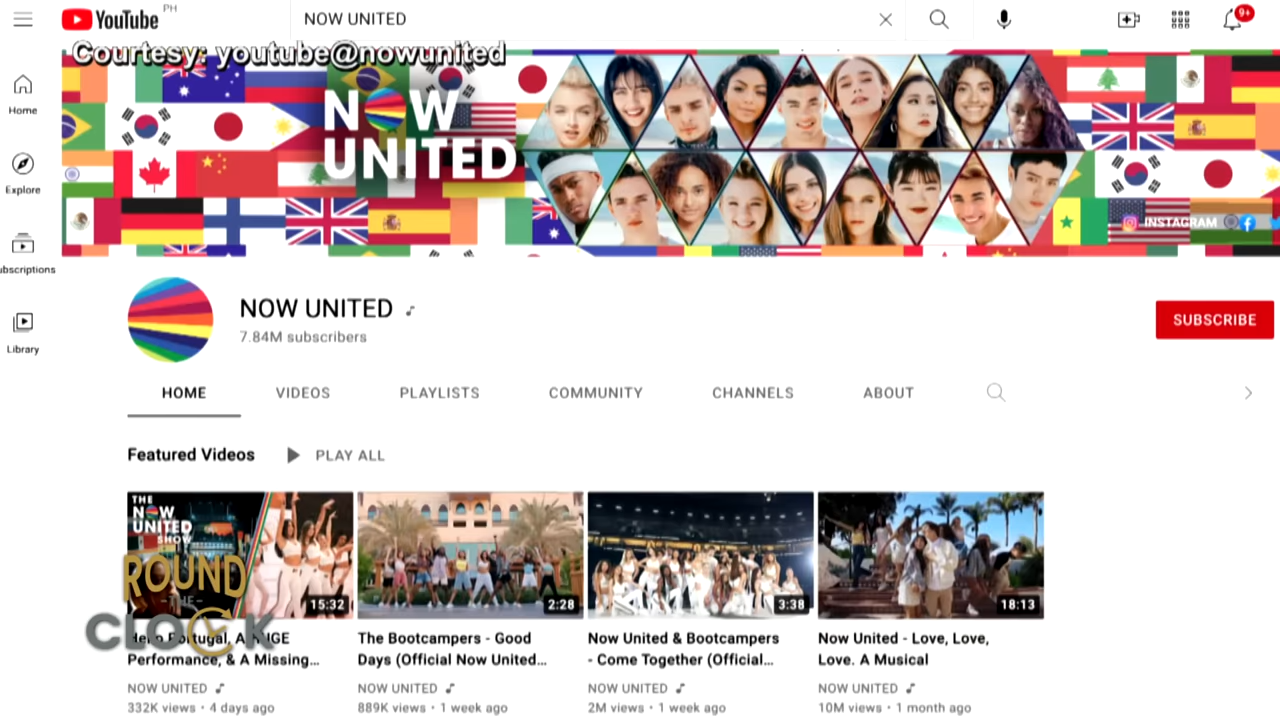 YouTube PH
NOW UNITED
9+
Courtesy: youtube@nowunited
Home
Explore
ubscriptions
Library
NOW
UNITED
INSTAGRAM
NOW UNITED
7.84M subscribers
SUBSCRIBE
HOME VIDEOS PLAYLISTS COMMUNITY CHANNELS ABOUT
Featured Videos PLAY ALL
THE
NOW
UNITED
SHOW
15:32
2:28
3:38
18:13
ROUND
-THE-
CLOCK
Portugal,
Performance, & A Missing...
NOW UNITED
332K views • 4 days ago
The Bootcampers - Good
Days (Official Now United...
NOW UNITED
889K views • 1 week ago
Now United & Bootcampers
- Come Together (Official...
NOW UNITED
2M views • 1 week ago
Now United - Love, Love,
Love. A Musical
NOW UNITED
10M views • 1 month ago